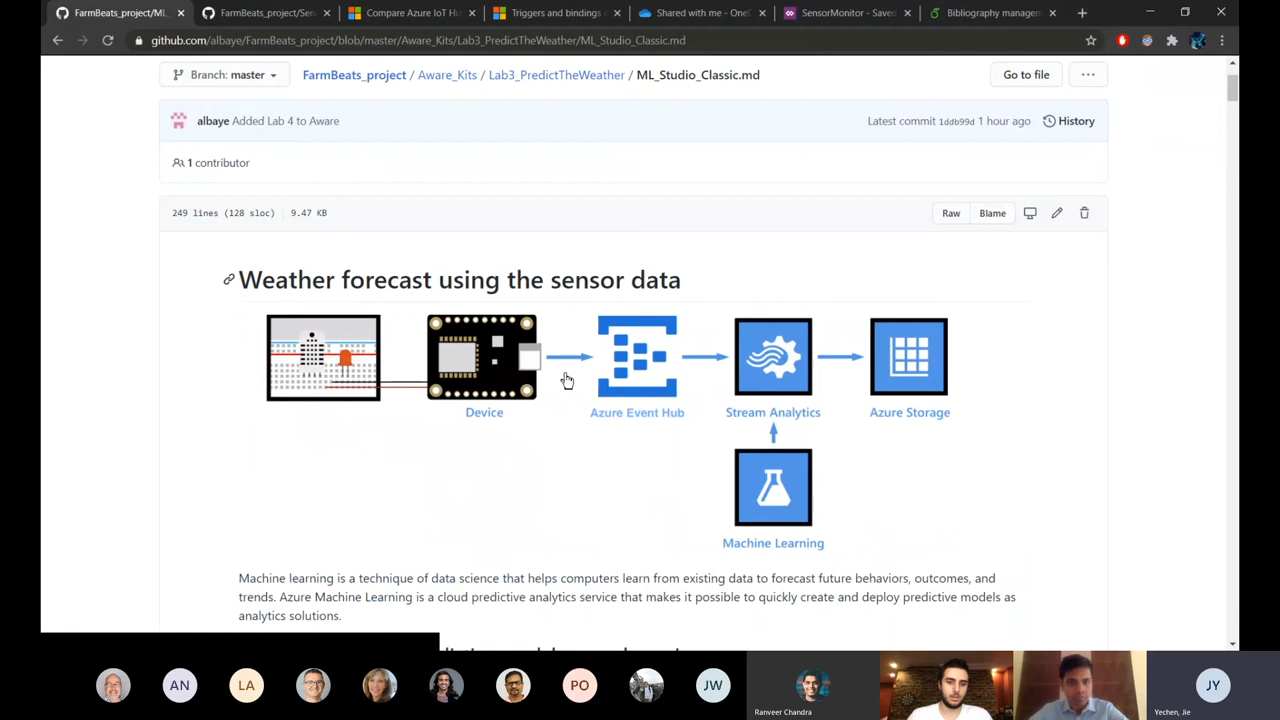 FarmBeats_project/ML_
FarmBeats_project/Sen
Compare Azure IoT Hu
Triggers and bindings o
Shared with me - OneD
SensorMonitor - Saved
Bibliography managem
github.com/albaye/FarmBeats_project/blob/master/Aware_Kits/Lab3_PredictTheWeather/ML_Studio_Classic.md
Branch: master
FarmBeats_project / Aware_Kits / Lab3_PredictTheWeather / ML_Studio_Classic.md
Go to file
albaye Added Lab 4 to Aware
Latest commit 1ddb99d 1 hour ago
History
1 contributor
249 lines (128 sloc)
9.47 KB
Raw
Blame
Weather forecast using the sensor data
Device
Azure Event Hub
Stream Analytics
Azure Storage
Machine Learning
Machine learning is a technique of data science that helps computers learn from existing data to forecast future behaviors, outcomes, and
trends. Azure Machine Learning is a cloud predictive analytics service that makes it possible to quickly create and deploy predictive models as
analytics solutions.
AN
LA
PO
JW
JY
Ranveer Chandra
Yechen, Jie